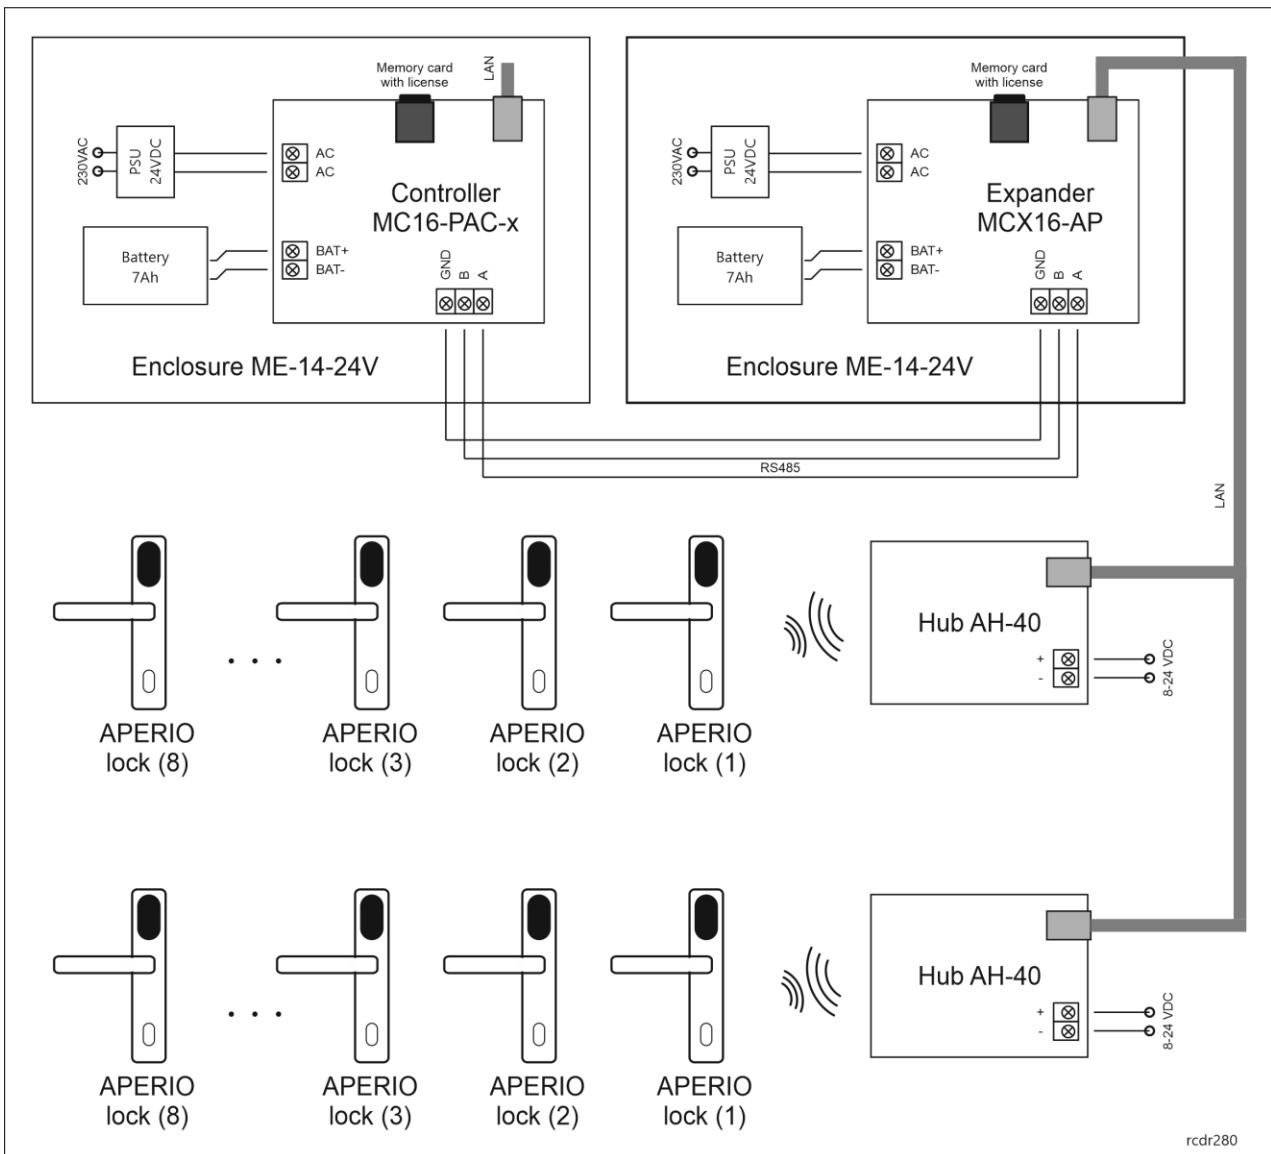 Memory card
with license
LAN
230VAC
PSU
24VDC
AC
AC
Controller
MC16-PAC-x
Battery
7Ah
BAT+
BAT-
GND
B
A
Enclosure ME-14-24V
Memory card
with license
230VAC
PSU
24VDC
AC
AC
Expander
MCX16-AP
Battery
7Ah
BAT+
BAT-
GND
B
A
Enclosure ME-14-24V
RS485
LAN
Hub AH-40
+
-
8-24 VDC
APERIO
lock (8)
. . .
APERIO
lock (3)
APERIO
lock (2)
APERIO
lock (1)
Hub AH-40
+
-
8-24 VDC
APERIO
lock (8)
. . .
APERIO
lock (3)
APERIO
lock (2)
APERIO
lock (1)
rcdr280